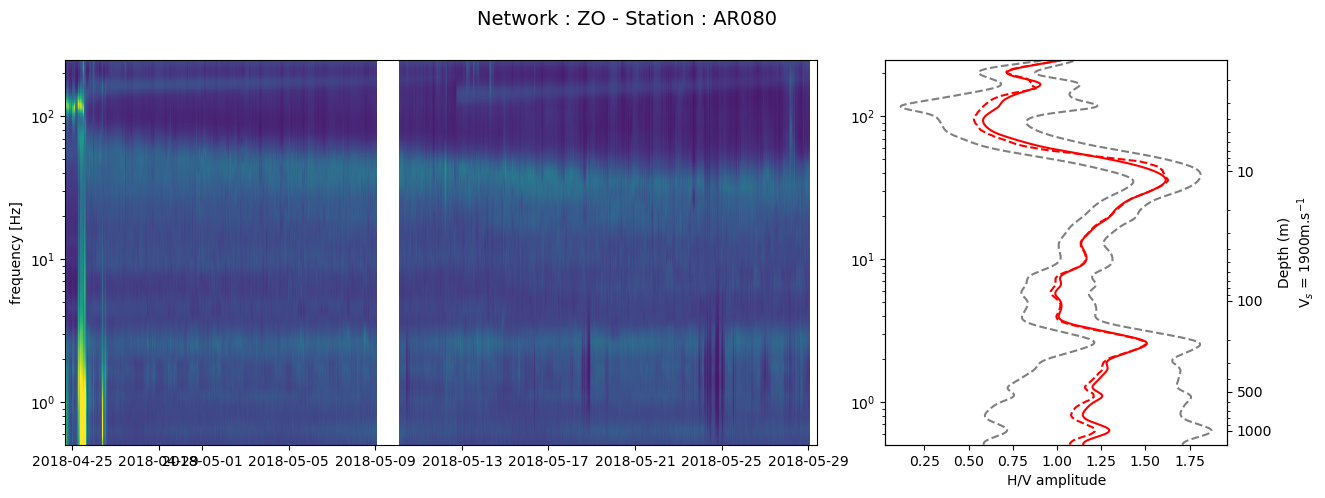 Network : ZO - Station : AR080
frequency [Hz]
10²
10¹
10⁰
2018-04-25 2018-04-29 2018-05-01 2018-05-05 2018-05-09 2018-05-13 2018-05-17 2018-05-21 2018-05-25 2018-05-29
10²
10¹
10⁰
0.25 0.50 0.75 1.00 1.25 1.50 1.75
H/V amplitude
10
100
500
1000
Depth (m)
Vₛ = 1900m.s⁻¹